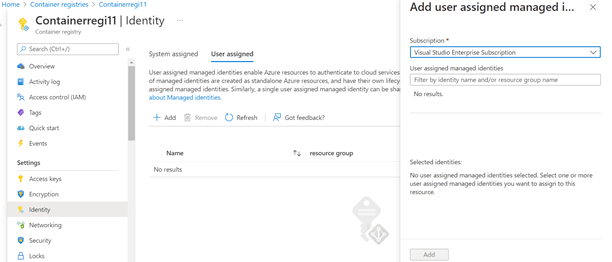 Home > Container registries > Containerregi11
Containerregi11 | Identity ...
Container registry
Search (Ctrl+/)
Overview
Activity log
Access control (IAM)
Tags
Quick start
Events
Settings
Access keys
Encryption
Identity
Networking
Security
Locks
System assigned User assigned
User assigned managed identities enable Azure resources to authenticate to cloud services
of managed identities are created as standalone Azure resources, and have their own lifecy
assigned managed identities. Similarly, a single user assigned managed identity can be sha
about Managed identities.
Add Remove Refresh Got feedback?
Name resource group
No results
Add user assigned managed i...
Subscription *
Visual Studio Enterprise Subscription
User assigned managed identities
Filter by identity name and/or resource group name
No results.
Selected identities:
No user assigned managed identities selected. Select one or more
user assigned managed identities you want to assign to this
resource.
Add